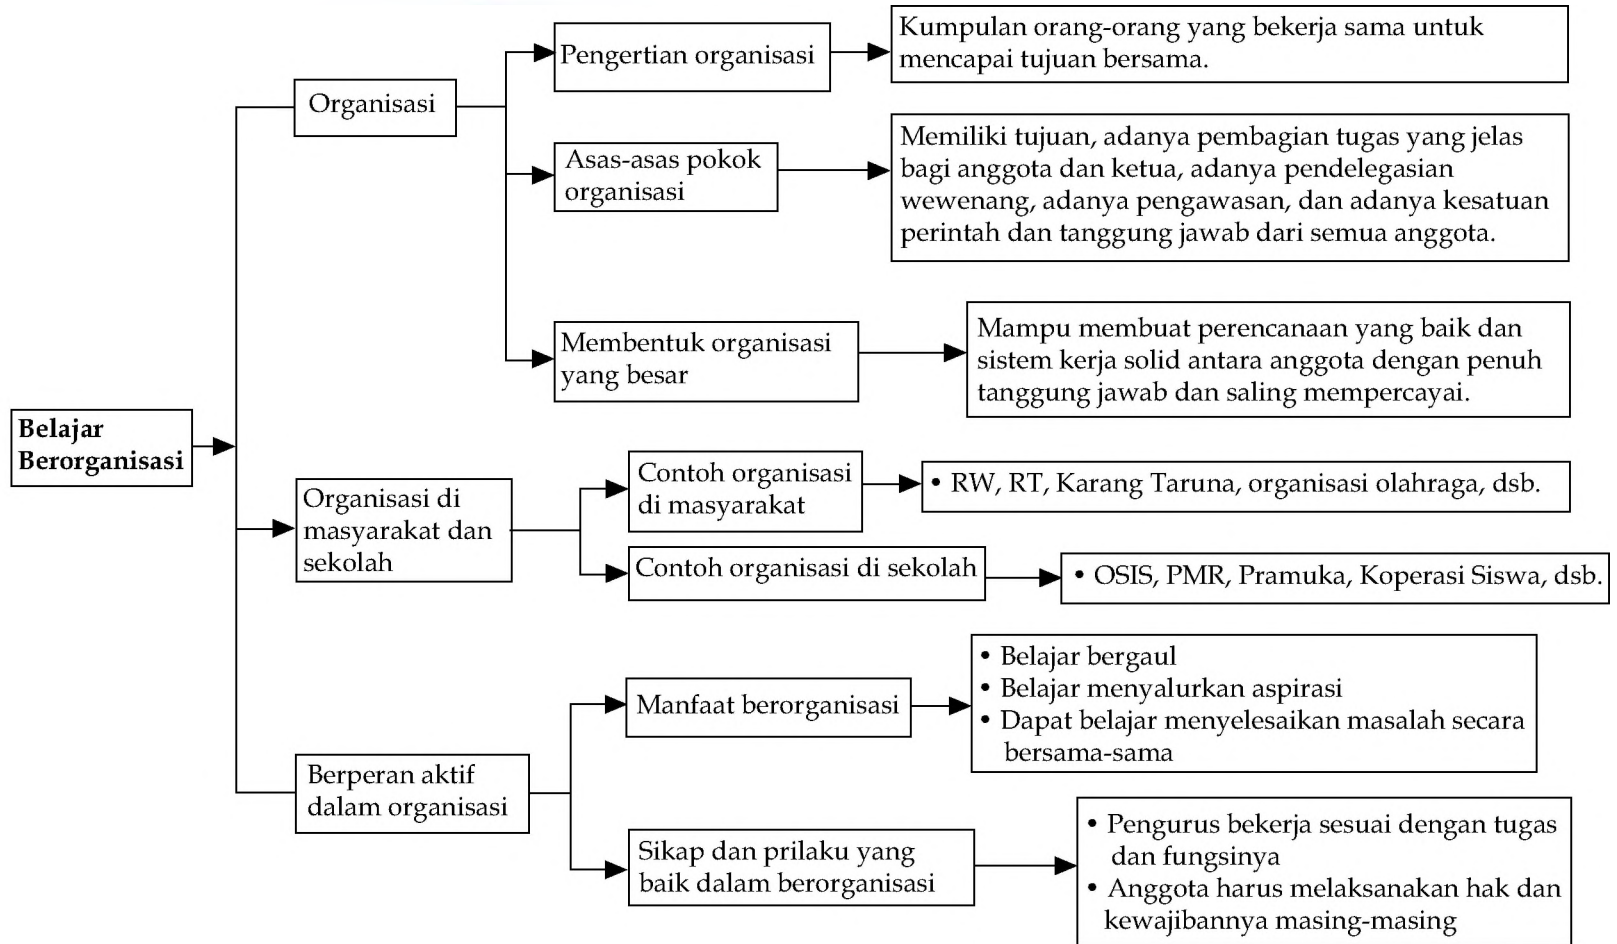 Belajar
Berorganisasi
Organisasi
Pengertian organisasi
Kumpulan orang-orang yang bekerja sama untuk
mencapai tujuan bersama.
Asas-asas pokok
organisasi
Memiliki tujuan, adanya pembagian tugas yang jelas
bagi anggota dan ketua, adanya pendelegasian
wewenang, adanya pengawasan, dan adanya kesatuan
perintah dan tanggung jawab dari semua anggota.
Membentuk organisasi
yang besar
Mampu membuat perencanaan yang baik dan
sistem kerja solid antara anggota dengan penuh
tanggung jawab dan saling mempercayai.
Organisasi di
masyarakat dan
sekolah
Contoh organisasi
di masyarakat
• RW, RT, Karang Taruna, organisasi olahraga, dsb.
Contoh organisasi di sekolah
• OSIS, PMR, Pramuka, Koperasi Siswa, dsb.
Berperan aktif
dalam organisasi
Manfaat berorganisasi
• Belajar bergaul
• Belajar menyalurkan aspirasi
• Dapat belajar menyelesaikan masalah secara
bersama-sama
Sikap dan prilaku yang
baik dalam berorganisasi
• Pengurus bekerja sesuai dengan tugas
dan fungsinya
• Anggota harus melaksanakan hak dan
kewajibannya masing-masing